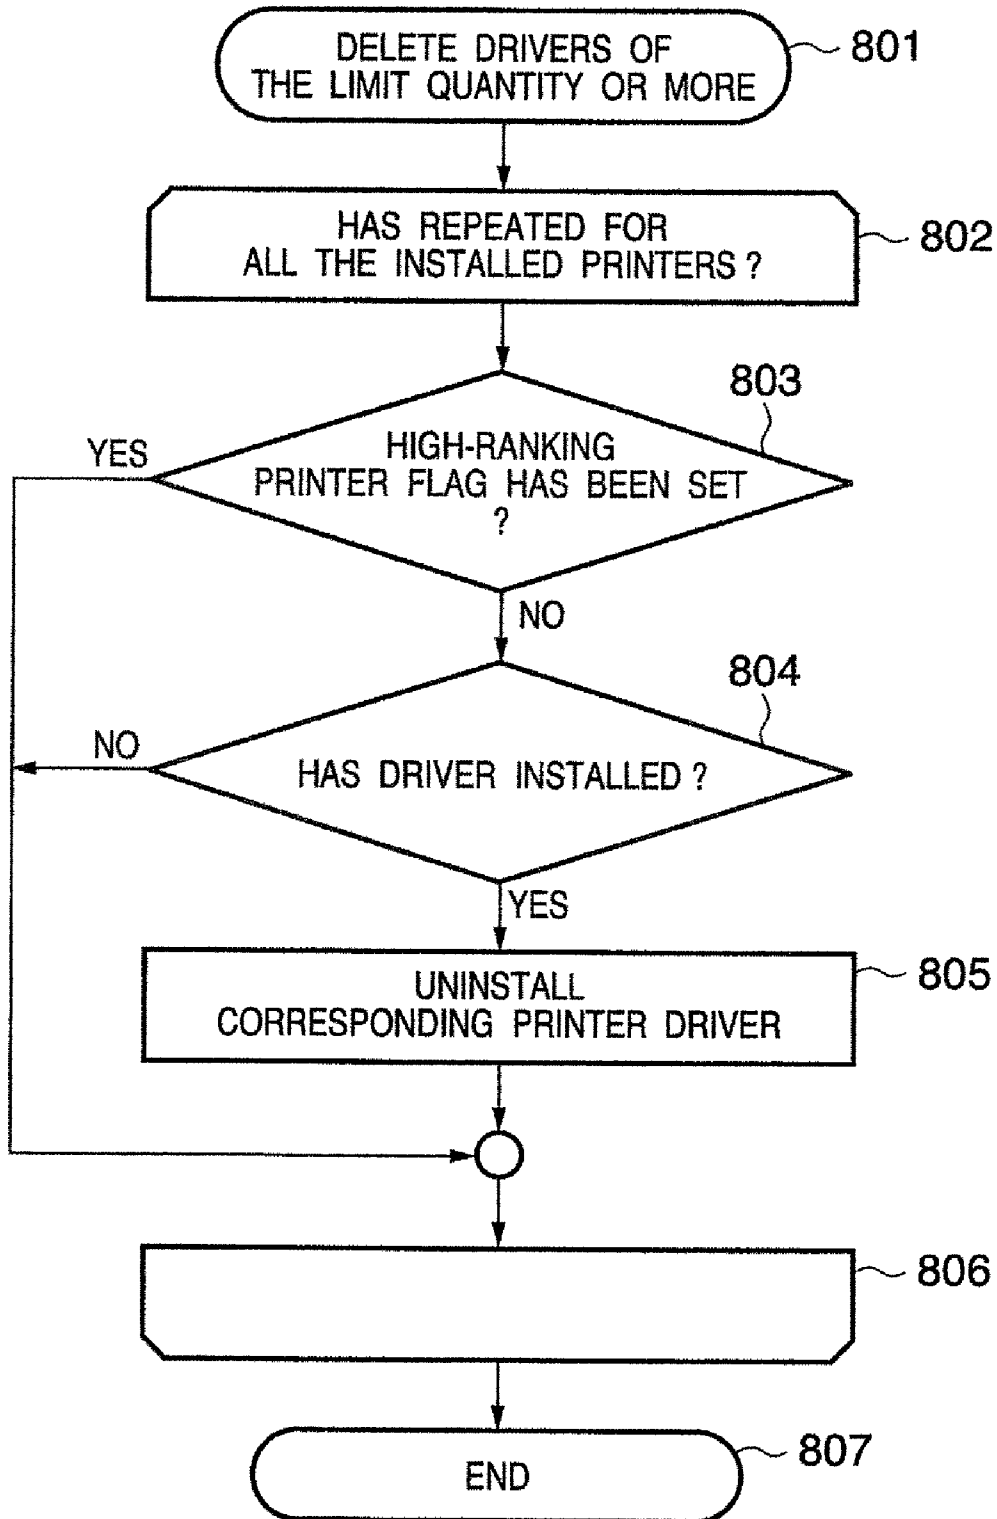 DELETE DRIVERS OF
THE LIMIT QUANTITY OR MORE
801
HAS REPEATED FOR
ALL THE INSTALLED PRINTERS ?
802
803
YES
HIGH-RANKING
PRINTER FLAG HAS BEEN SET
?
NO
804
NO
HAS DRIVER INSTALLED ?
YES
UNINSTALL
CORRESPONDING PRINTER DRIVER
805
806
END
807